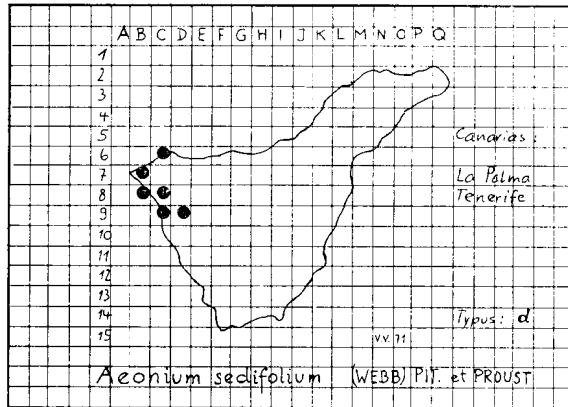 A B C D E F G H I J K L M N O P Q
1
2
3
4
5
Canarias:
6
7
La Palma
8
Tenerife
9
10
11
12
13
14
Typus: d
15
V.V. 71
Aeonium sedifolium (WEBB) PIT. et PROUST